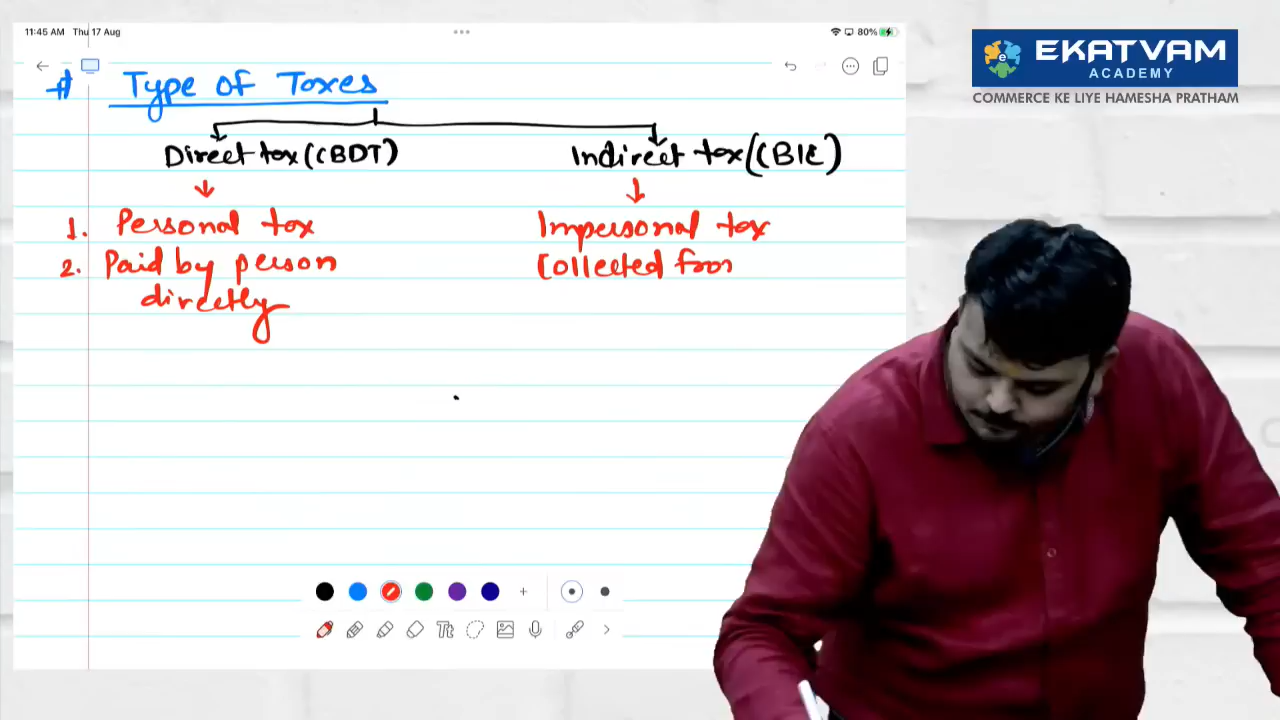 11:45 AM Thu 17 Aug
80%
EKATVAM
ACADEMY
COMMERCE KE LIYE HAMESHA PRATHAM
# Type of Taxes
Direct tax (CBDT)
Indirect tax (CBIC)
1. Personal tax
Impersonal tax
2. Paid by person
directly
Collected from
Tt